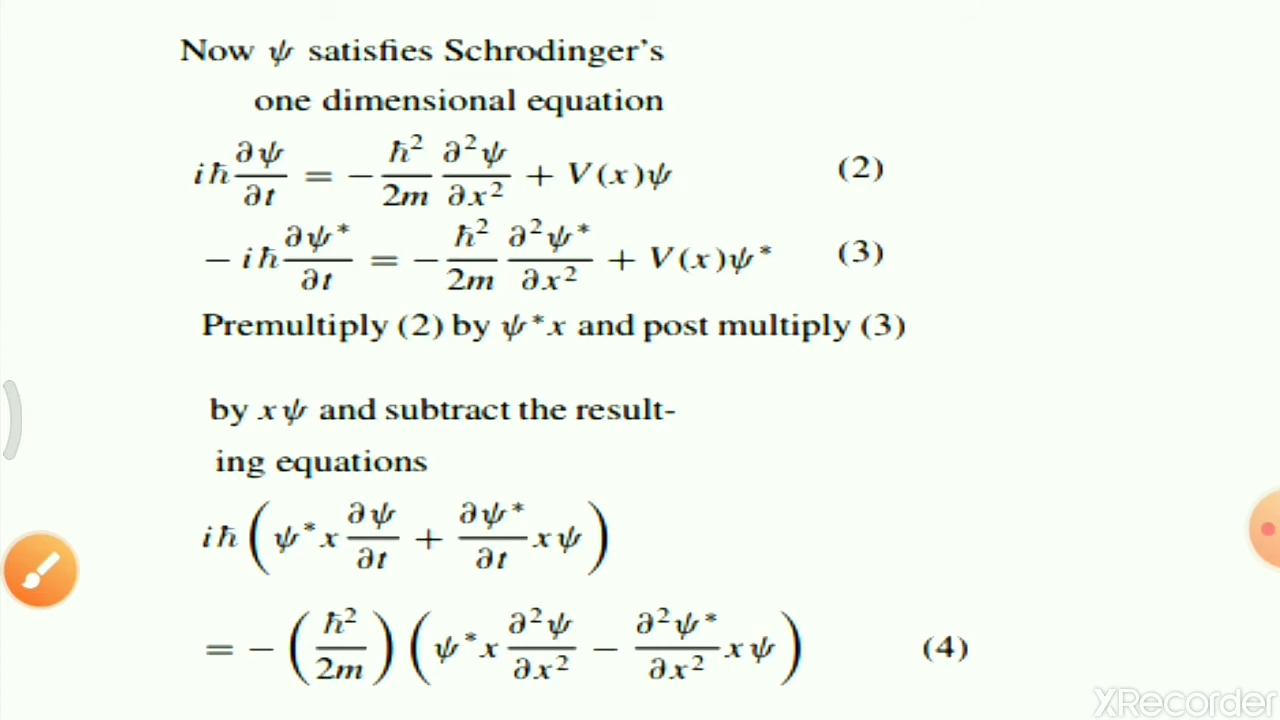 Now ψ satisfies Schrodinger's
one dimensional equation
iħ ∂ψ/∂t = − ħ²/2m ∂²ψ/∂x² + V(x)ψ (2)
− iħ ∂ψ*/∂t = − ħ²/2m ∂²ψ*/∂x² + V(x)ψ* (3)
Premultiply (2) by ψ*x and post multiply (3)
by xψ and subtract the result-
ing equations
iħ (ψ*x ∂ψ/∂t + ∂ψ*/∂t xψ)
= − (ħ²/2m) (ψ*x ∂²ψ/∂x² − ∂²ψ*/∂x² xψ) (4)
XRecorder